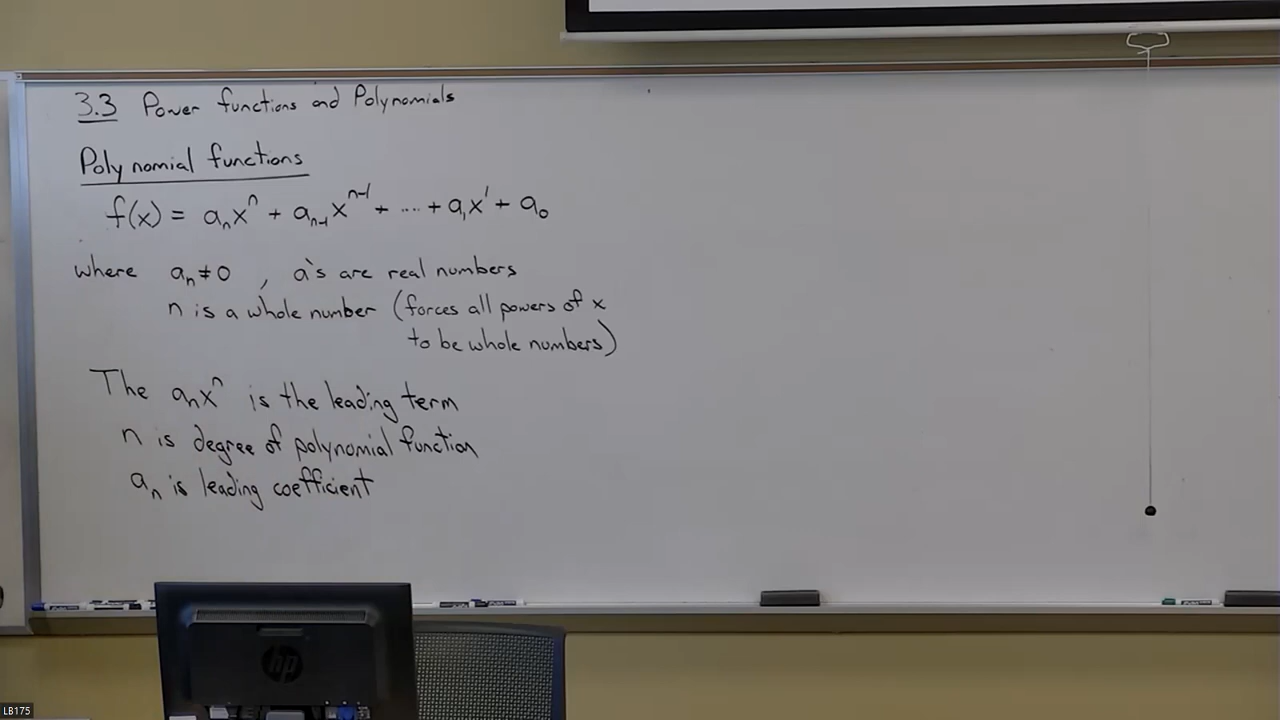 3.3 Power functions and Polynomials
Polynomial functions
f(x) = aₙxⁿ + aₙ₋₁xⁿ⁻¹ + ... + a₁x¹ + a₀
where aₙ ≠ 0 , a's are real numbers
n is a whole number (forces all powers of x
to be whole numbers)
The aₙxⁿ is the leading term
n is degree of polynomial function
aₙ is leading coefficient
hp
LB175